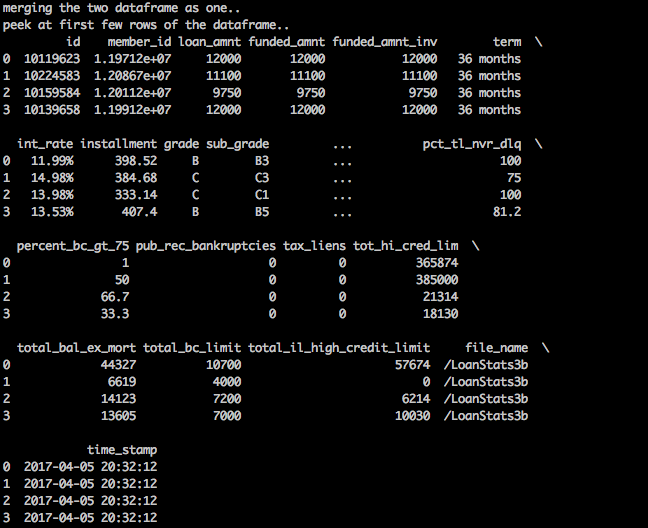 merging the two dataframe as one..
peek at first few rows of the dataframe..
         id    member_id loan_amnt funded_amnt funded_amnt_inv       term  \
0  10119623  1.19712e+07     12000       12000           12000  36 months
1  10224583  1.20867e+07     11100       11100           11100  36 months
2  10159584  1.20112e+07      9750        9750            9750  36 months
3  10139658  1.19912e+07     12000       12000           12000  36 months

  int_rate installment grade sub_grade         ...          pct_tl_nvr_dlq  \
0   11.99%      398.52     B        B3         ...                     100
1   14.98%      384.68     C        C3         ...                      75
2   13.98%      333.14     C        C1         ...                     100
3   13.53%       407.4     B        B5         ...                    81.2

  percent_bc_gt_75 pub_rec_bankruptcies tax_liens tot_hi_cred_lim  \
0                1                    0         0          365874
1               50                    0         0          385000
2             66.7                    0         0           21314
3             33.3                    0         0           18130

  total_bal_ex_mort total_bc_limit total_il_high_credit_limit     file_name  \
0             44327          10700                      57674  /LoanStats3b
1              6619           4000                          0  /LoanStats3b
2             14123           7200                       6214  /LoanStats3b
3             13605           7000                      10030  /LoanStats3b

            time_stamp
0  2017-04-05 20:32:12
1  2017-04-05 20:32:12
2  2017-04-05 20:32:12
3  2017-04-05 20:32:12